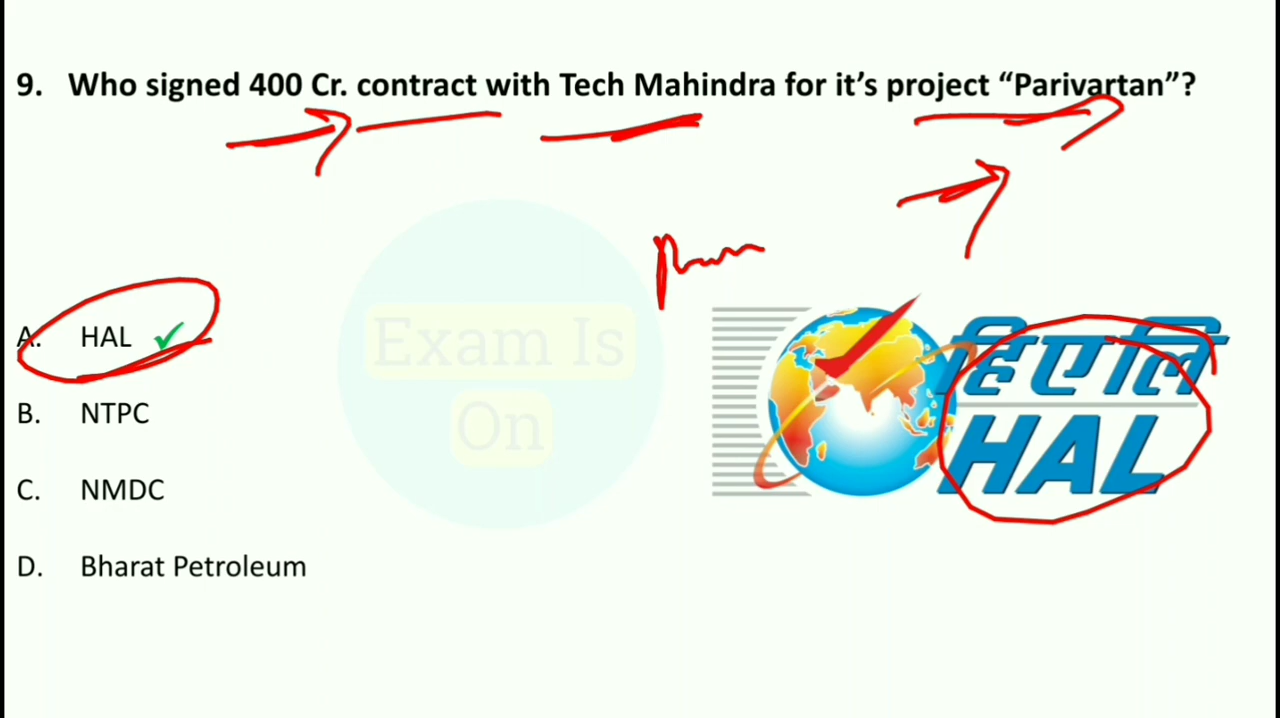 9. Who signed 400 Cr. contract with Tech Mahindra for it's project “Parivartan”?
A. HAL
B. NTPC
C. NMDC
D. Bharat Petroleum
Exam Is
On
हिएलि
HAL